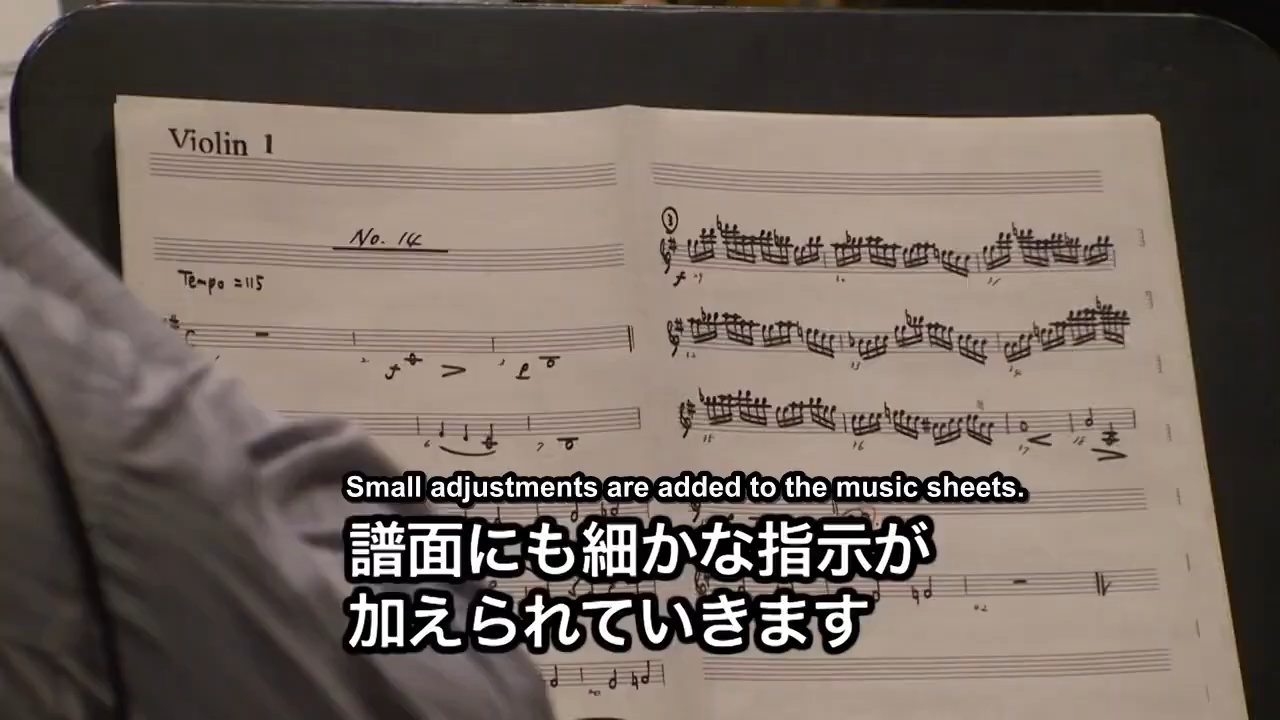 Violin 1
No. 14
Tempo = 115
3
Small adjustments are added to the music sheets.
譜面にも細かな指示が
加えられていきます